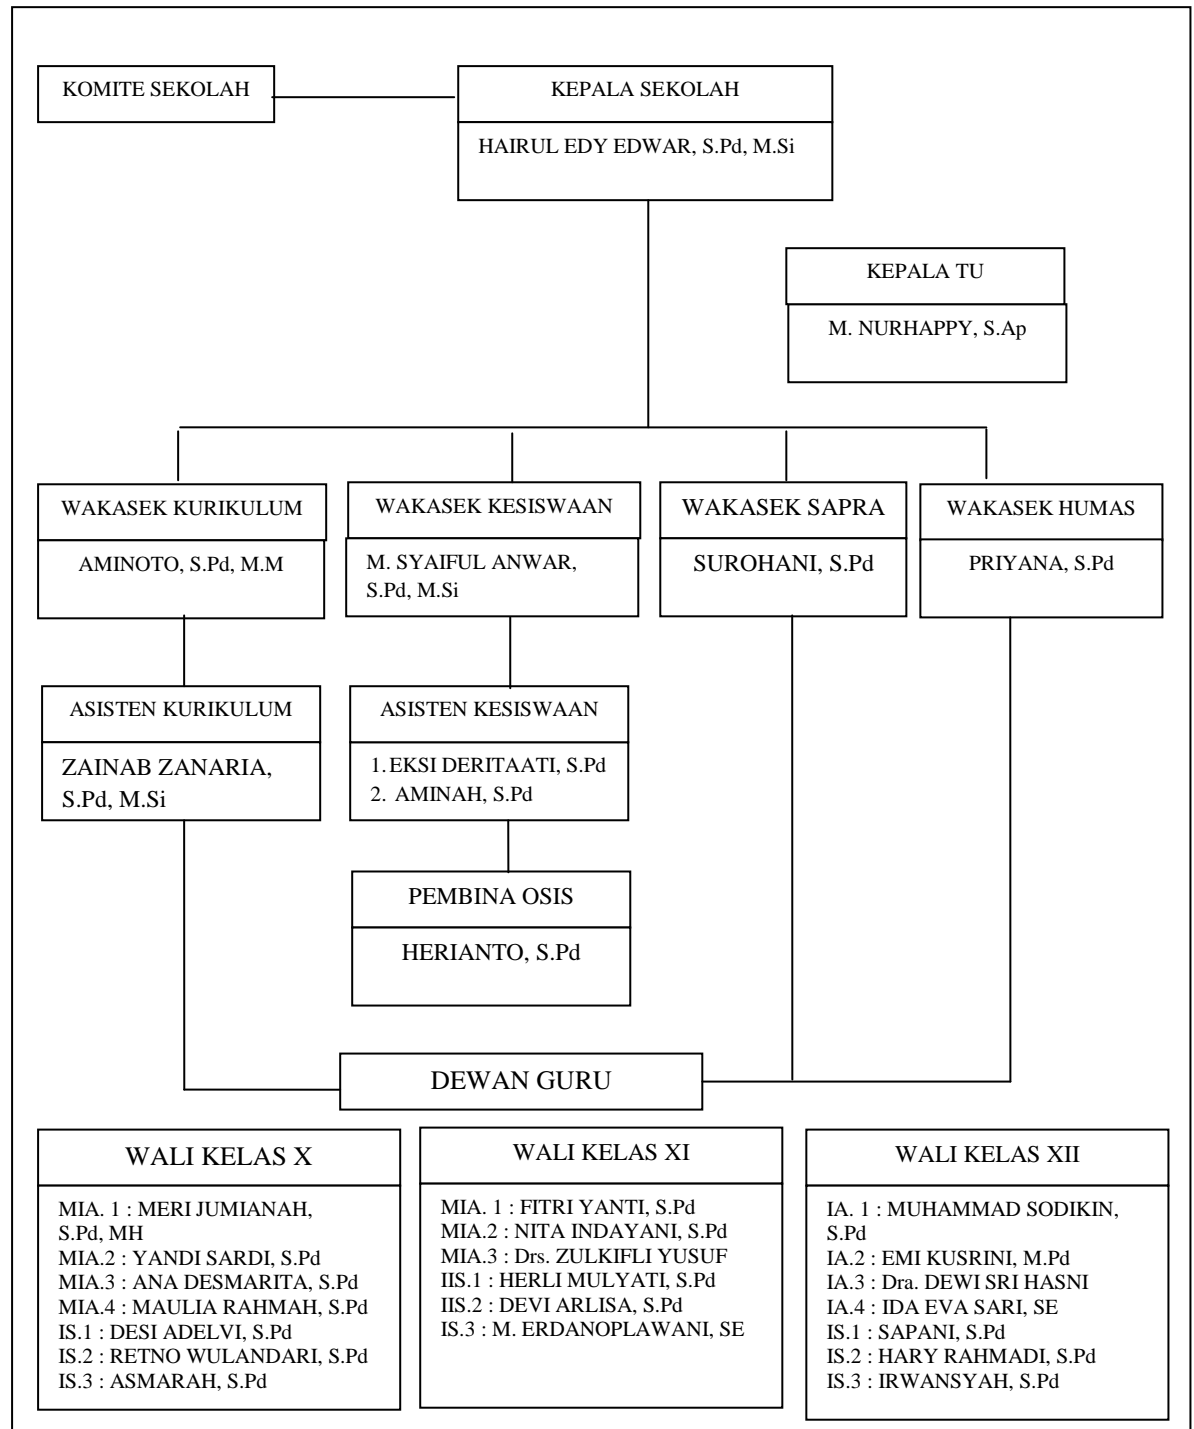 KOMITE SEKOLAH
KEPALA SEKOLAH
HAIRUL EDY EDWAR, S.Pd, M.Si
KEPALA TU
M. NURHAPPY, S.Ap
WAKASEK KURIKULUM
AMINOTO, S.Pd, M.M
WAKASEK KESISWAAN
M. SYAIFUL ANWAR,
S.Pd, M.Si
WAKASEK SAPRA
SUROHANI, S.Pd
WAKASEK HUMAS
PRIYANA, S.Pd
ASISTEN KURIKULUM
ZAINAB ZANARIA,
S.Pd, M.Si
ASISTEN KESISWAAN
1. EKSI DERITAATI, S.Pd
2. AMINAH, S.Pd
PEMBINA OSIS
HERIANTO, S.Pd
DEWAN GURU
WALI KELAS X
MIA. 1 : MERI JUMIANAH,
S.Pd, MH
MIA.2 : YANDI SARDI, S.Pd
MIA.3 : ANA DESMARITA, S.Pd
MIA.4 : MAULIA RAHMAH, S.Pd
IS.1 : DESI ADELVI, S.Pd
IS.2 : RETNO WULANDARI, S.Pd
IS.3 : ASMARAH, S.Pd
WALI KELAS XI
MIA. 1 : FITRI YANTI, S.Pd
MIA.2 : NITA INDAYANI, S.Pd
MIA.3 : Drs. ZULKIFLI YUSUF
IIS.1 : HERLI MULYATI, S.Pd
IIS.2 : DEVI ARLISA, S.Pd
IS.3 : M. ERDANOPLAWANI, SE
WALI KELAS XII
IA. 1 : MUHAMMAD SODIKIN,
S.Pd
IA.2 : EMI KUSRINI, M.Pd
IA.3 : Dra. DEWI SRI HASNI
IA.4 : IDA EVA SARI, SE
IS.1 : SAPANI, S.Pd
IS.2 : HARY RAHMADI, S.Pd
IS.3 : IRWANSYAH, S.Pd